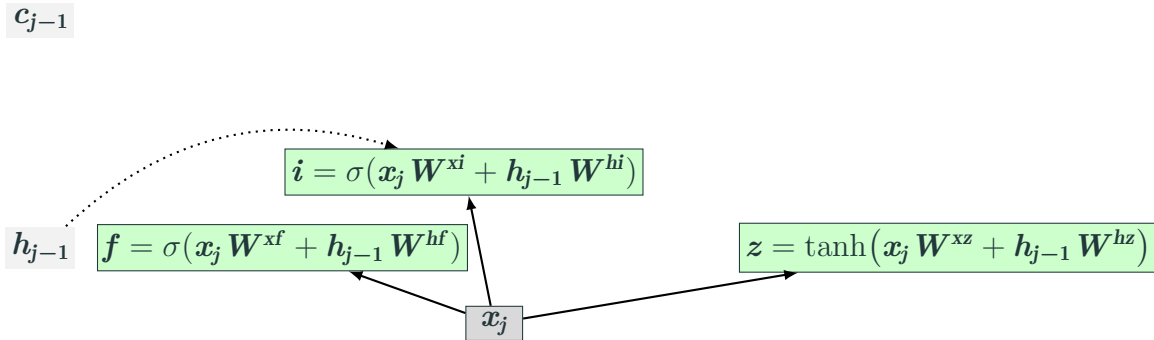 c_{j−1}
i = σ(x_j W^{xi} + h_{j−1} W^{hi})
h_{j−1} f = σ(x_j W^{xf} + h_{j−1} W^{hf}) z = tanh(x_j W^{xz} + h_{j−1} W^{hz})
x_j